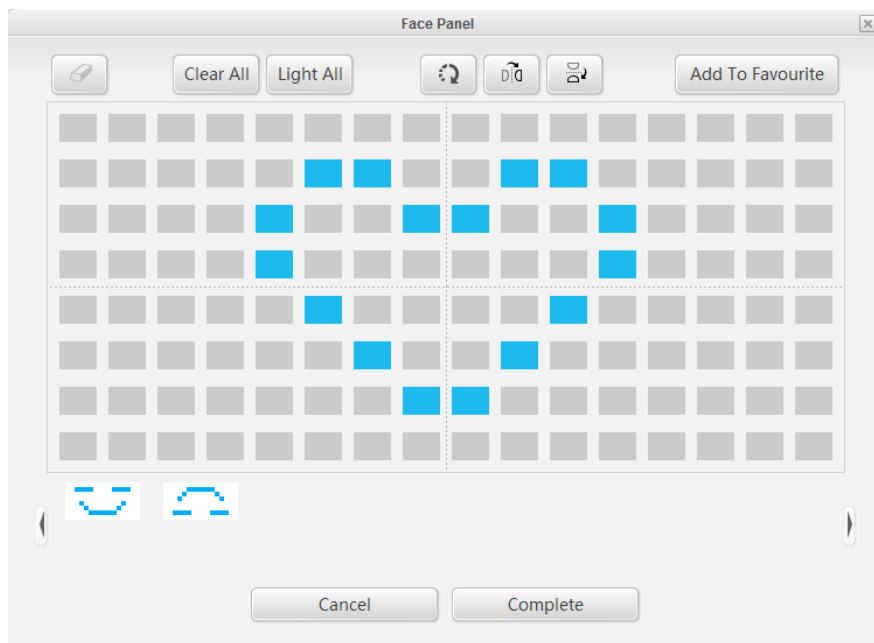 Face Panel
Clear All
Light All
Add To Favourite
Cancel
Complete